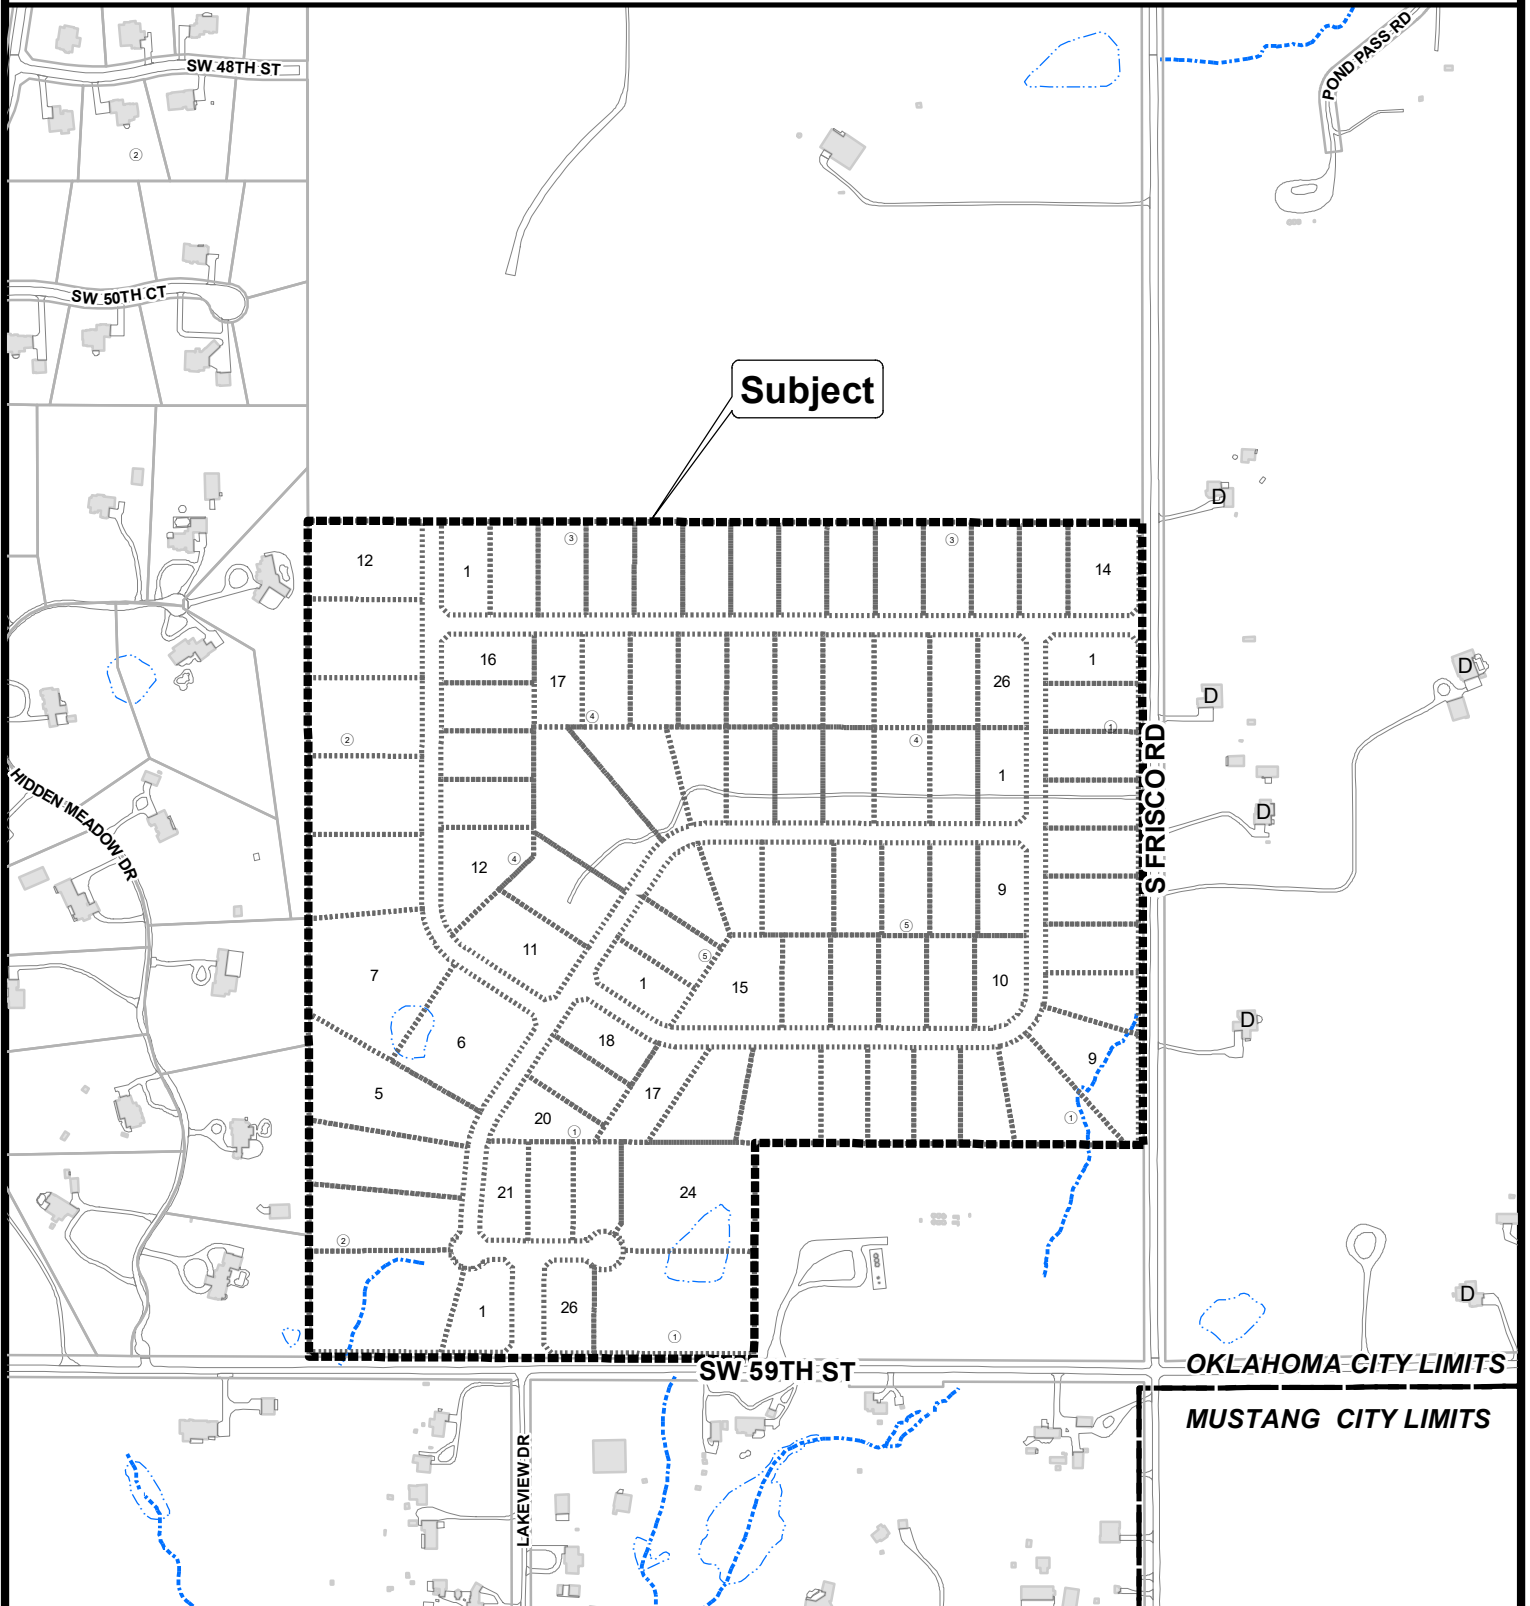 POND PASS RD
SW 48TH ST
2
SW 50TH CT
Subject
D
3
3
12
1
14
16
17
26
1
D
D
4
1
2
4
S FRISCO RD
1
HIDDEN MEADOW DR
D
12
4
9
5
11
5
7
1
15
10
D
6
18
9
5
17
20
1
1
21
24
2
1
26
1
D
SW 59TH ST
OKLAHOMA CITY LIMITS
MUSTANG CITY LIMITS
LAKEVIEW DR